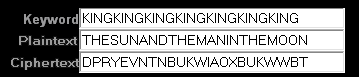 Keyword KINGKINGKINGKINGKINGKING
Plaintext THESUNANDTHEMANINTHEMOON
Ciphertext DPRYEVNTNBUKWIAOXBUKWWBT